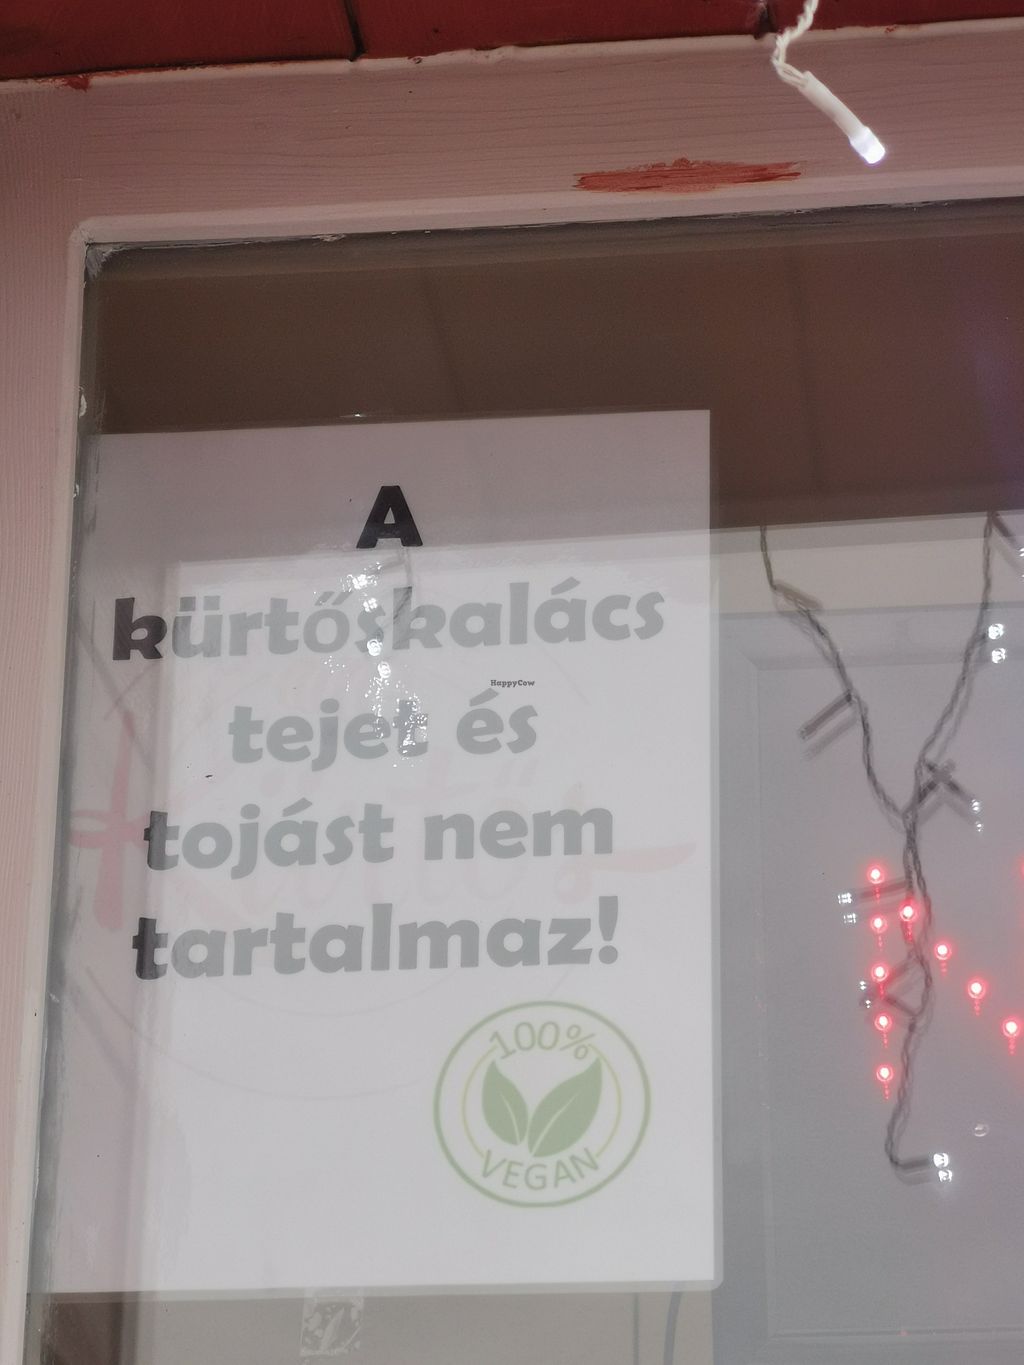 A
kürtőskalács
tejet és
tojást nem
tartalmaz!
100%
VEGAN
HappyCow